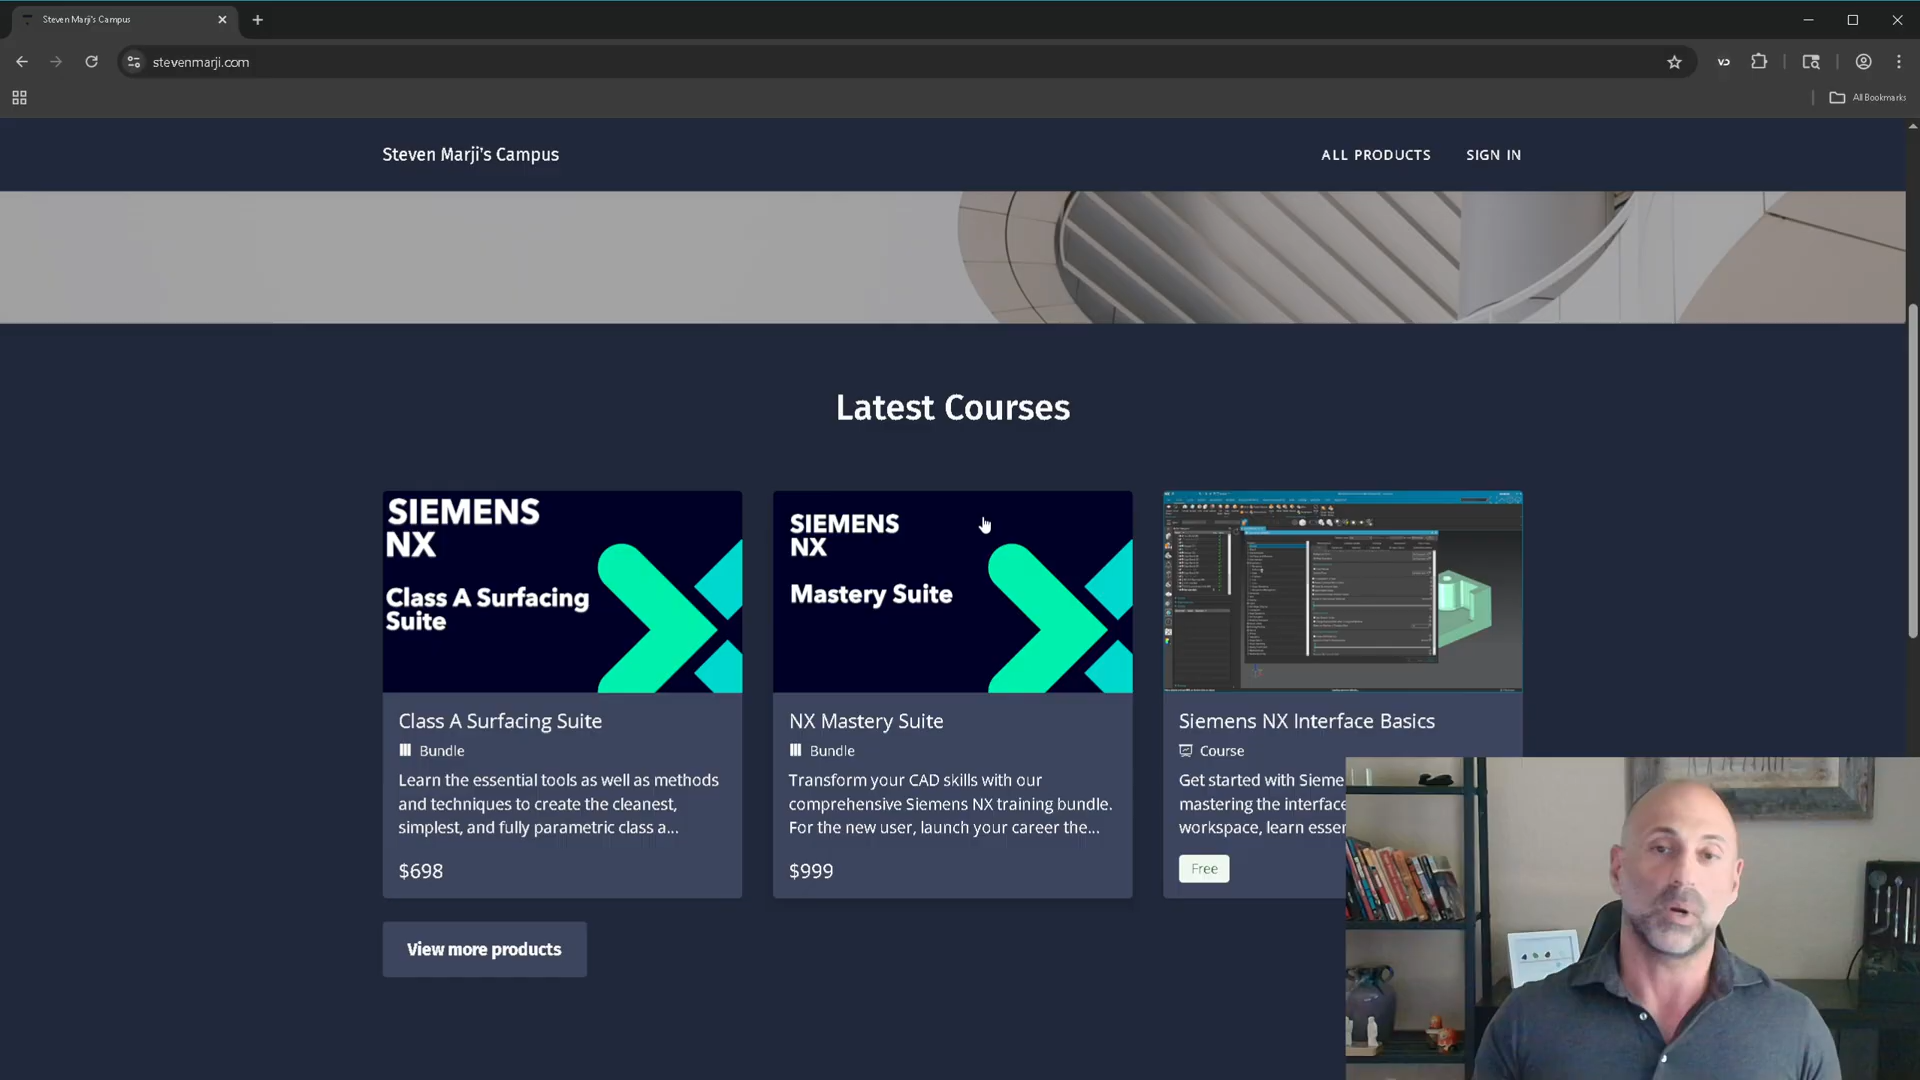 Steven Marji's Campus
stevenmarji.com
All Bookmarks
Steven Marji's Campus
ALL PRODUCTS
SIGN IN
Latest Courses
SIEMENS
NX
Class A Surfacing
Suite
Class A Surfacing Suite
Bundle
Learn the essential tools as well as methods
and techniques to create the cleanest,
simplest, and fully parametric class a...
$698
SIEMENS
NX
Mastery Suite
NX Mastery Suite
Bundle
Transform your CAD skills with our
comprehensive Siemens NX training bundle.
For the new user, launch your career the...
$999
Siemens NX Interface Basics
Course
Get started with Sieme
mastering the interface
workspace, learn esser
Free
View more products